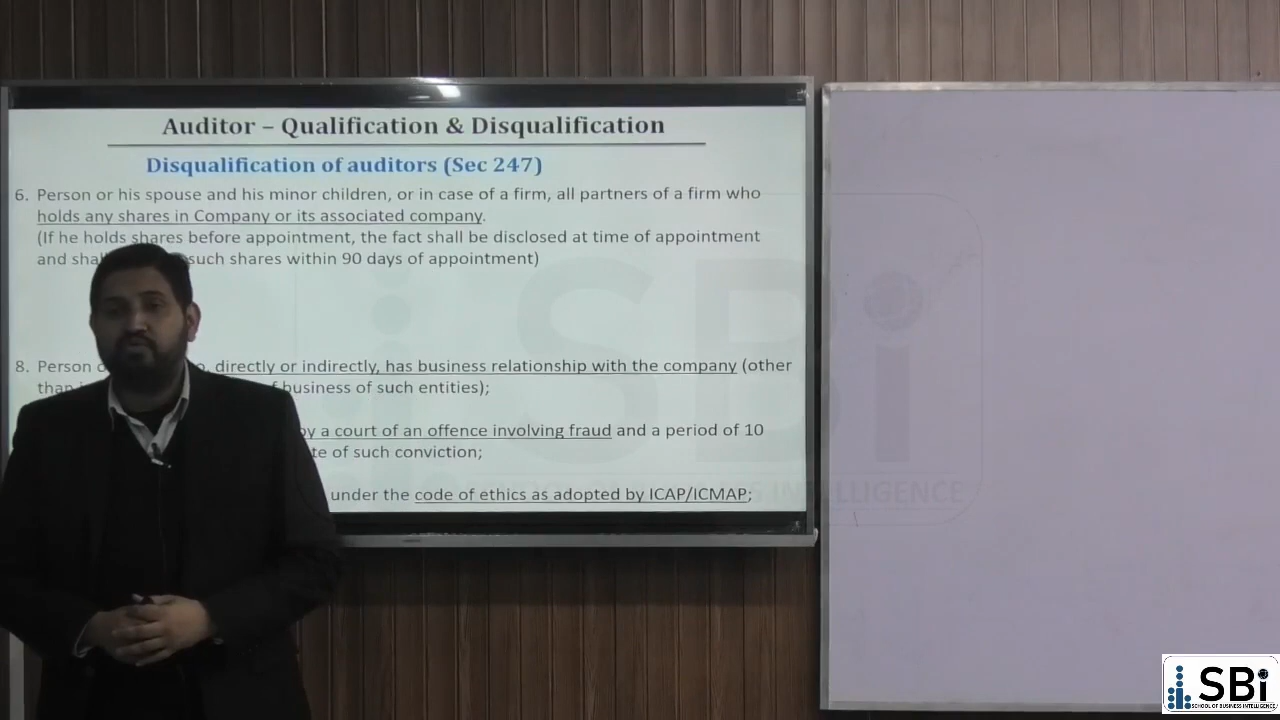 Auditor – Qualification & Disqualification
Disqualification of auditors (Sec 247)
6. Person or his spouse and his minor children, or in case of a firm, all partners of a firm who
holds any shares in Company or its associated company.
(If he holds shares before appointment, the fact shall be disclosed at time of appointment
and such shares within 90 days of appointment)
8. Person directly or indirectly, has business relationship with the company (other
than business of such entities);
by a court of an offence involving fraud and a period of 10
of such conviction;
under the code of ethics as adopted by ICAP/ICMAP;
SBi
SCHOOL OF BUSINESS INTELLIGENCE